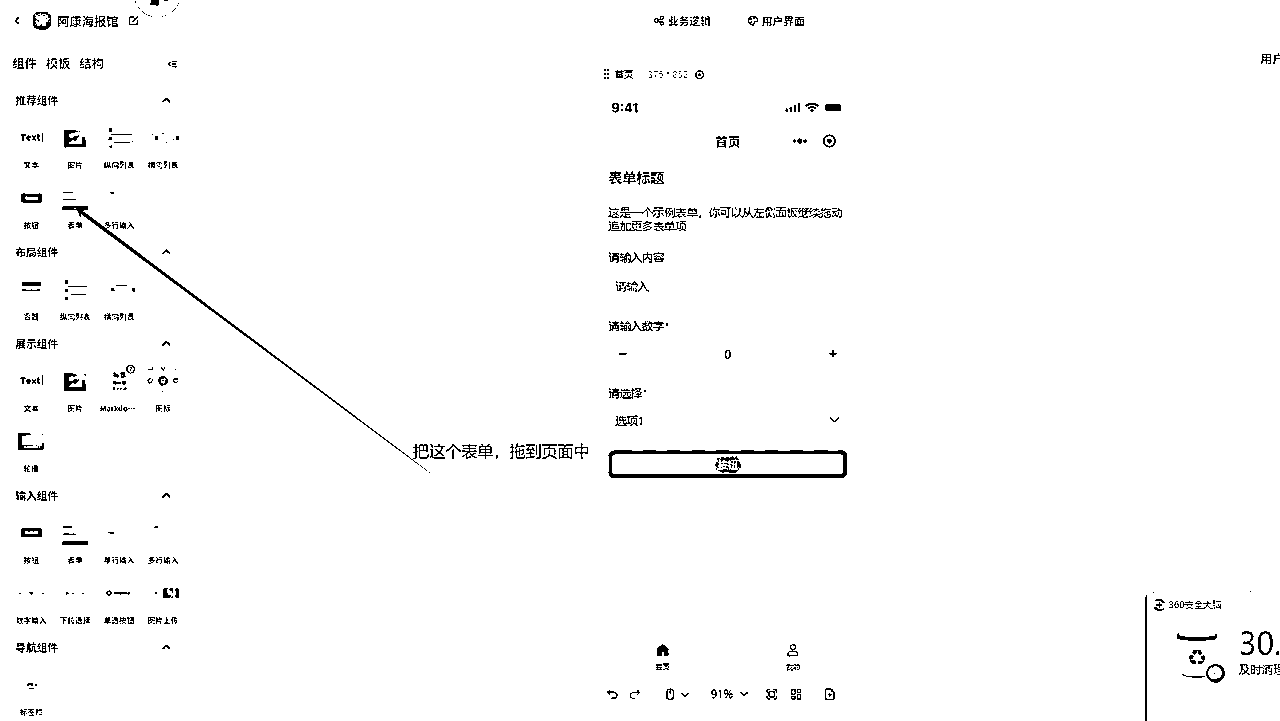 阿康海报馆
业务逻辑
用户界面
用户
组件 模板 结构
首页
推荐组件
9:41
Text
首页
文本 图片 纵向列表 横向列表
表单标题
按钮 表单 多行输入
这是一个示例表单，你可以从左侧面板继续拖动
追加更多表单项
布局组件
请输入内容
请输入
容器 纵向列表 横向列表
请输入数字*
展示组件
− 0 +
Text
请选择*
文本 图片 Markdo··· 图标
选项1
把这个表单，拖到页面中
轮播
输入组件
按钮 表单 单行输入 多行输入
360安全大脑
数字输入 下拉选择 单选按钮 图片上传
30.
及时清理
导航组件
首页 我的
91%
标签栏